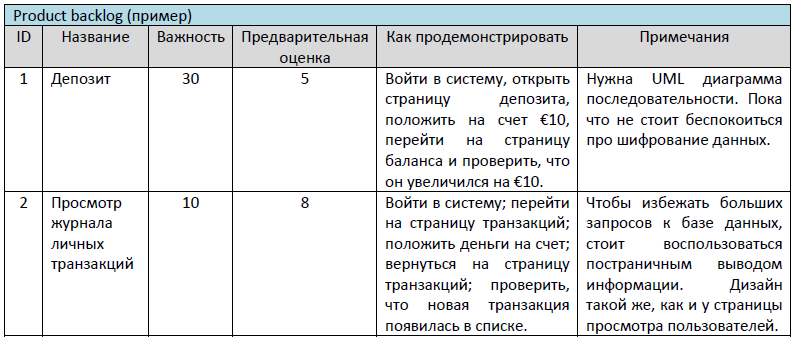 Product backlog (пример)
ID Название Важность Предварительная оценка Как продемонстрировать Примечания
1 Депозит 30 5
Войти в систему, открыть
страницу депозита,
положить на счет €10,
перейти на страницу
баланса и проверить, что
он увеличился на €10.
Нужна UML диаграмма
последовательности. Пока
что не стоит беспокоиться
про шифрование данных.
2
Просмотр
журнала
личных
транзакций
10 8
Войти в систему; перейти
на страницу транзакций;
положить деньги на счет;
вернуться на страницу
транзакций; проверить,
что новая транзакция
появилась в списке.
Чтобы избежать больших
запросов к базе данных,
стоит воспользоваться
постраничным выводом
информации. Дизайн
такой же, как и у страницы
просмотра пользователей.